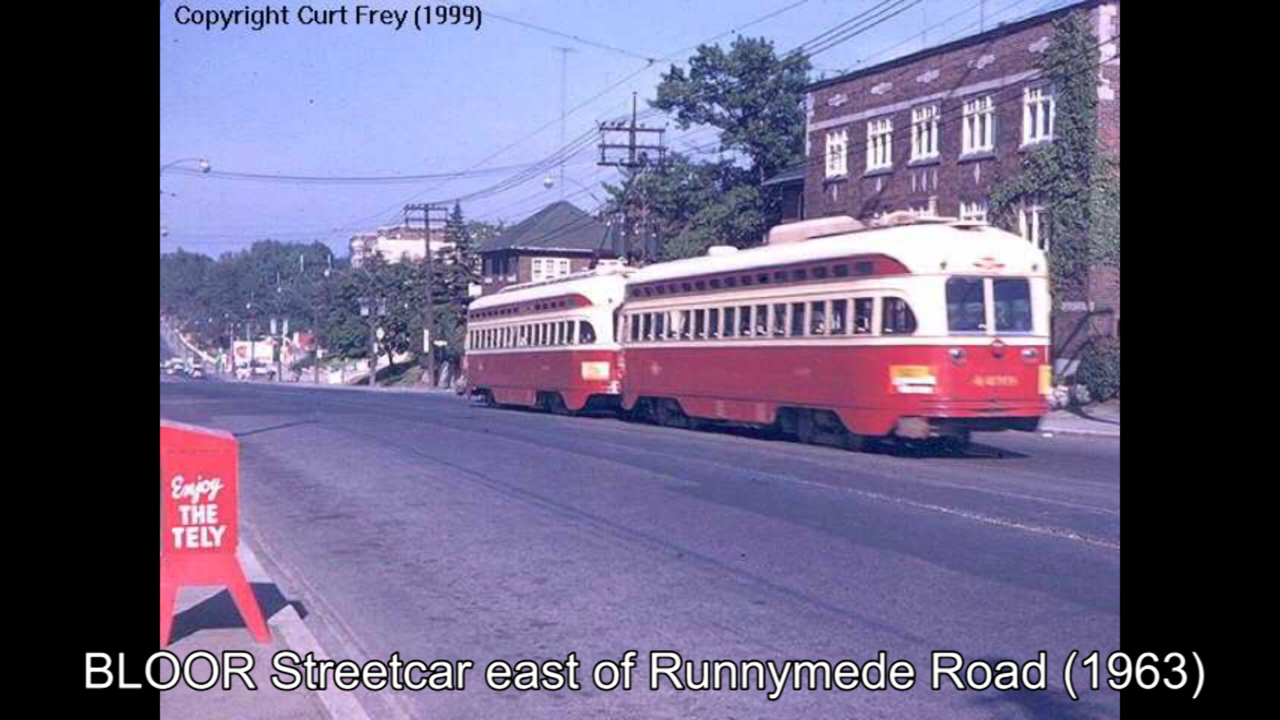 Copyright Curt Frey (1999)
Enjoy
THE
TELY
BLOOR Streetcar east of Runnymede Road (1963)